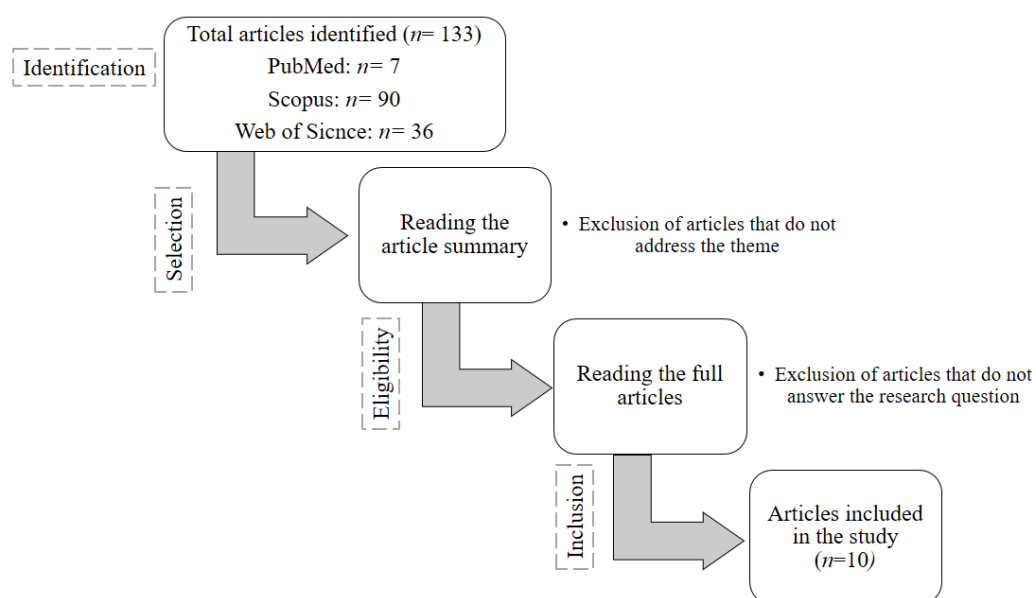 Total articles identified (n= 133)
Identification
PubMed: n= 7
Scopus: n= 90
Web of Sicnce: n= 36
Selection
Reading the
article summary
• Exclusion of articles that do not
address the theme
Eligibility
Reading the full
articles
• Exclusion of articles that do not
answer the research question
Inclusion
Articles included
in the study
(n=10)